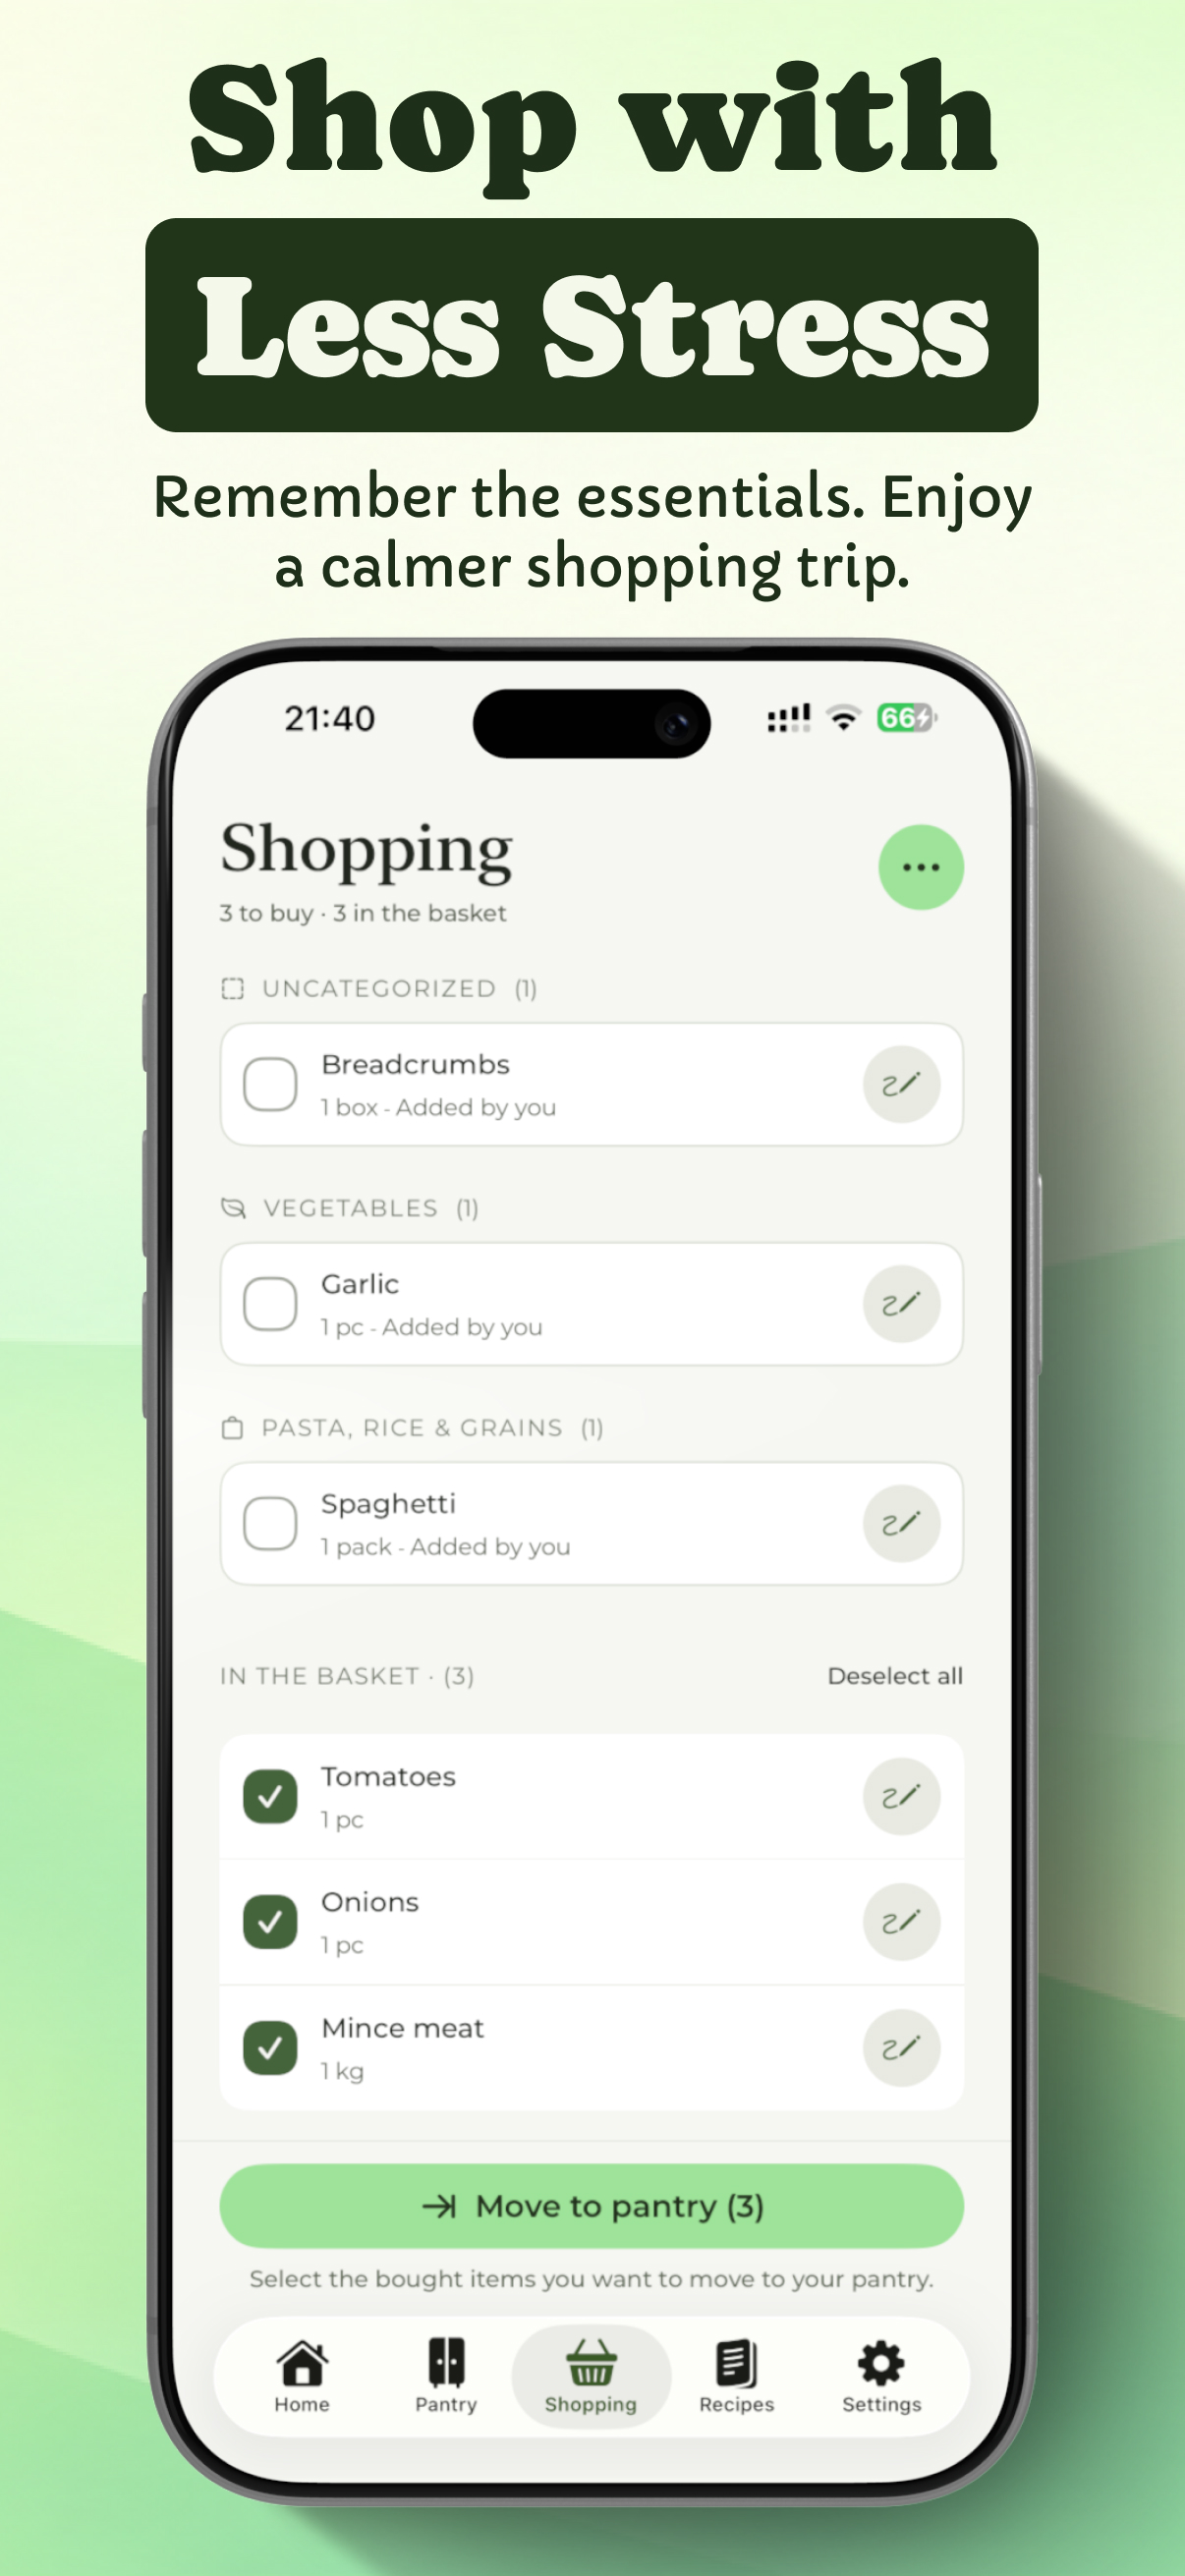 Shop with
Less Stress
Remember the essentials. Enjoy
a calmer shopping trip.
21:40
66
Shopping
3 to buy · 3 in the basket
UNCATEGORIZED (1)
Breadcrumbs
1 box - Added by you
VEGETABLES (1)
Garlic
1 pc - Added by you
PASTA, RICE & GRAINS (1)
Spaghetti
1 pack - Added by you
IN THE BASKET · (3)
Deselect all
Tomatoes
1 pc
Onions
1 pc
Mince meat
1 kg
Move to pantry (3)
Select the bought items you want to move to your pantry.
Home
Pantry
Shopping
Recipes
Settings